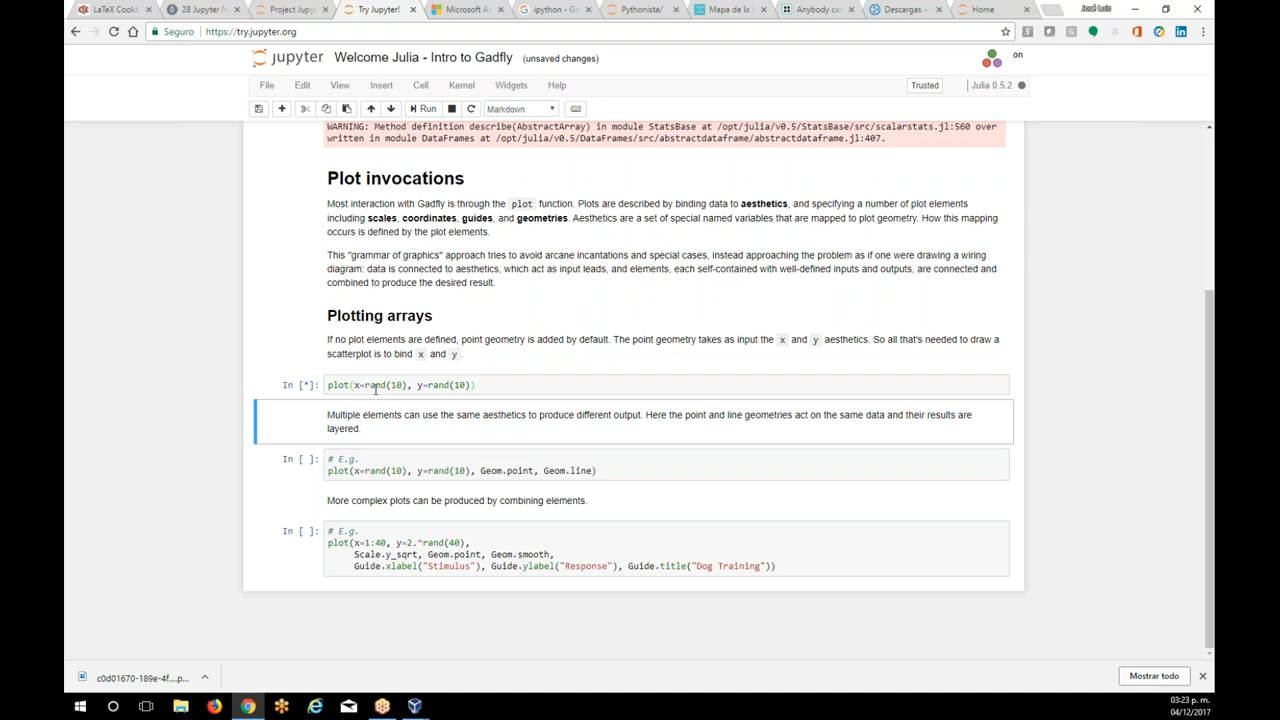 LaTeX Cookb
28 Jupyter N
Project Jupy
Try Jupyter!
Microsoft A
ipython - G
Pythonista/
Mapa de la
Anybody ca
Descargas –
Home
José Luis
Seguro https://try.jupyter.org
jupyter Welcome Julia - Intro to Gadfly (unsaved changes) on
File Edit View Insert Cell Kernel Widgets Help Trusted Julia 0.5.2
Run Markdown
WARNING: Method definition describe(AbstractArray) in module StatsBase at /opt/julia/v0.5/StatsBase/src/scalarstats.jl:560 over
written in module DataFrames at /opt/julia/v0.5/DataFrames/src/abstractdataframe/abstractdataframe.jl:407.
Plot invocations
Most interaction with Gadfly is through the plot function. Plots are described by binding data to aesthetics, and specifying a number of plot elements
including scales, coordinates, guides, and geometries. Aesthetics are a set of special named variables that are mapped to plot geometry. How this mapping
occurs is defined by the plot elements.
This "grammar of graphics" approach tries to avoid arcane incantations and special cases, instead approaching the problem as if one were drawing a wiring
diagram: data is connected to aesthetics, which act as input leads, and elements, each self-contained with well-defined inputs and outputs, are connected and
combined to produce the desired result.
Plotting arrays
If no plot elements are defined, point geometry is added by default. The point geometry takes as input the x and y aesthetics. So all that's needed to draw a
scatterplot is to bind x and y.
In [*]: plot(x=rand(10), y=rand(10))
Multiple elements can use the same aesthetics to produce different output. Here the point and line geometries act on the same data and their results are
layered.
In [ ]: # E.g.
plot(x=rand(10), y=rand(10), Geom.point, Geom.line)
More complex plots can be produced by combining elements.
In [ ]: # E.g.
plot(x=1:40, y=2.^rand(40),
Scale.y_sqrt, Geom.point, Geom.smooth,
Guide.xlabel("Stimulus"), Guide.ylabel("Response"), Guide.title("Dog Training"))
c0d01670-189e-4f....p...
Mostrar todo
03:23 p. m.
04/12/2017